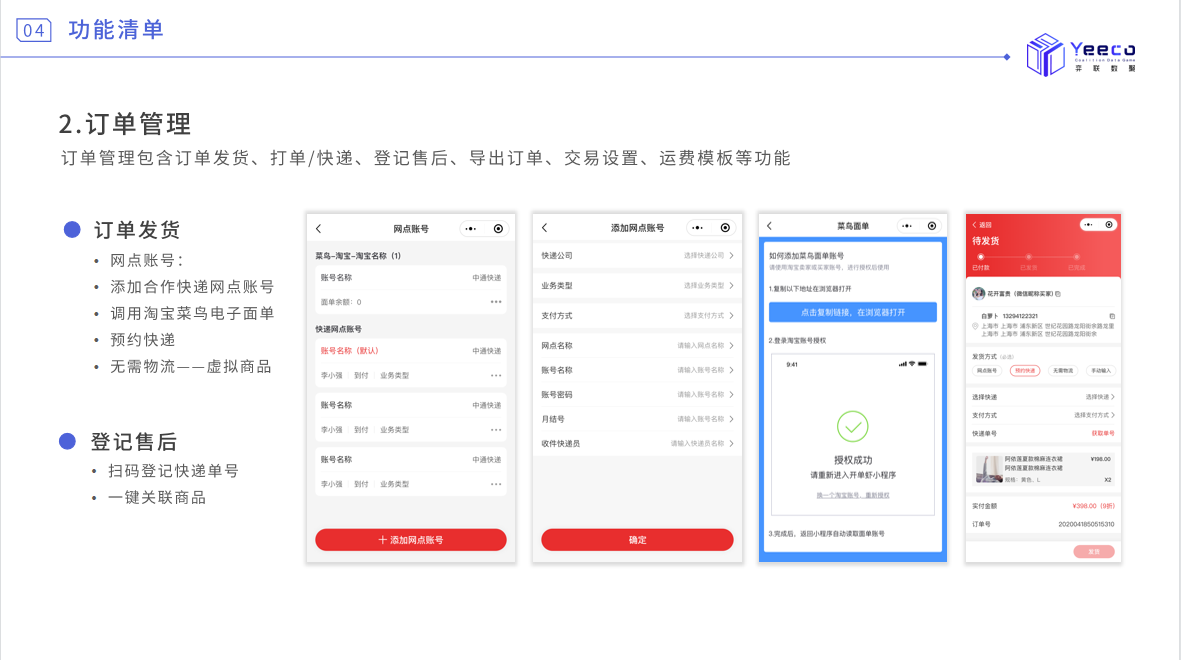 04 功能清单
Yeeco
Coalition Data Game
弈联数聚
2.订单管理
订单管理包含订单发货、打单/快递、登记售后、导出订单、交易设置、运费模板等功能
订单发货
• 网点账号：
• 添加合作快递网点账号
• 调用淘宝菜鸟电子面单
• 预约快递
• 无需物流——虚拟商品
登记售后
• 扫码登记快递单号
• 一键关联商品
网点账号
菜鸟-淘宝-淘宝名称（1）
账号名称 中通快递
面单余额：0
快递网点账号
账号名称（默认） 中通快递
李小强 到付 业务类型
账号名称 中通快递
李小强 到付 业务类型
账号名称 中通快递
李小强 到付 业务类型
添加网点账号
添加网点账号
快递公司 选择快递公司
业务类型 选择业务类型
支付方式 选择支付方式
网点名称 请输入网点名称
账号名称 请输入账号名称
账号密码 请输入账号名称
月结号 请输入账号名称
收件快递员 请输入快递员名称
确定
菜鸟面单
如何添加菜鸟面单账号
请使用淘宝卖家或买家账号，进行授权后使用
1.复制以下地址在浏览器打开
点击复制链接，在浏览器打开
2.登录淘宝账号授权
9:41
授权成功
请重新进入开单虾小程序
换一个淘宝账号，重新授权
3.完成后，返回小程序自动读取面单账号
返回
待发货
已付款 已发货 已完成
花开富贵（微信昵称买家）
白萝卜 13294122321
上海市 上海市 浦东新区 世纪花园路龙阳街余路龙里
上海市 上海市 浦东新区 世纪花园路龙阳街余
发货方式（必选）
网点账号 预约快递 无需物流 手动输入
选择快递 选择快递
支付方式 选择支付方式
快递单号 获取单号
阿依莲夏款棉麻连衣裙 ¥198.00
阿依莲夏款棉麻连衣裙
规格：黄色、L X2
实付金额 ¥398.00（9折）
订单号 2020041850515310
发货